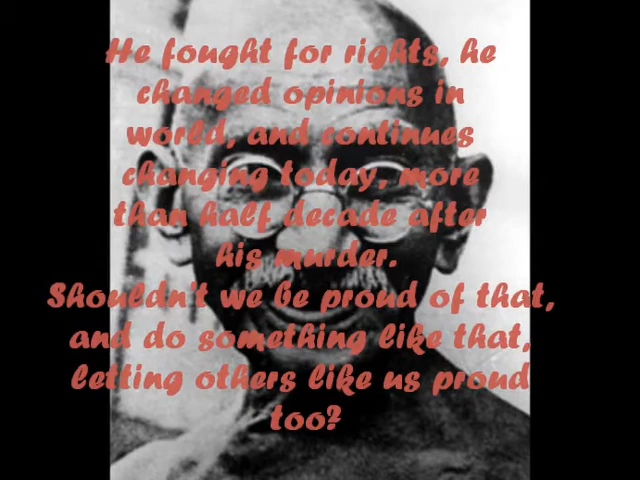 He fought for rights, he
changed opinions in
world, and continues
changing today, more
than half decade after
his murder.
Shouldn't we be proud of that,
and do something like that,
letting others like us proud
too?